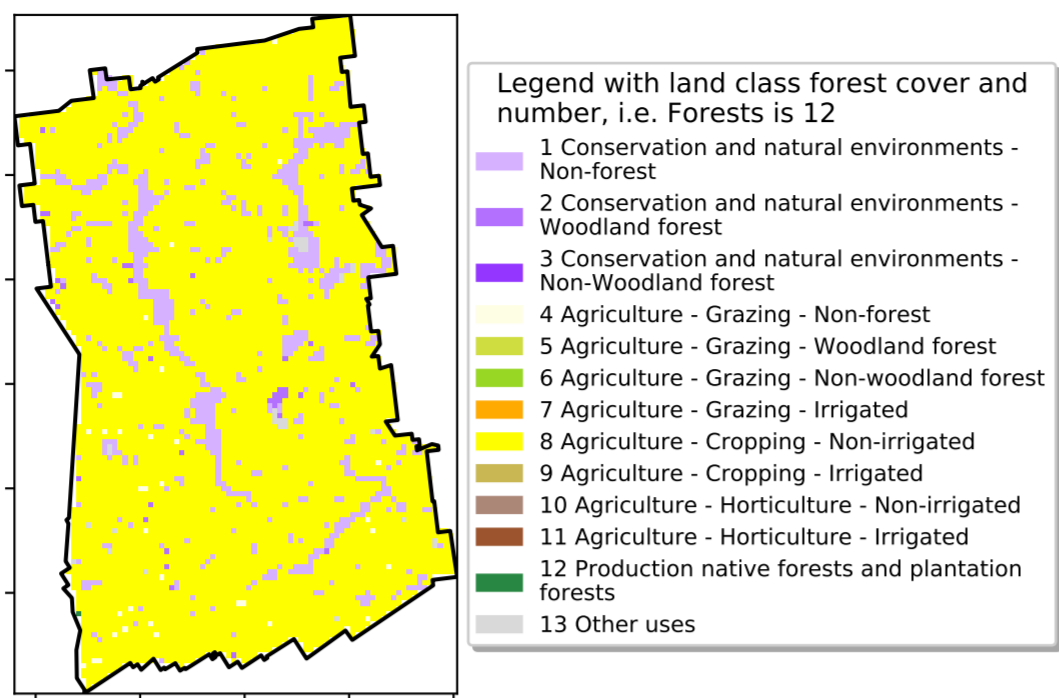 Legend with land class forest cover and
number, i.e. Forests is 12
1 Conservation and natural environments -
Non-forest
2 Conservation and natural environments -
Woodland forest
3 Conservation and natural environments -
Non-Woodland forest
4 Agriculture - Grazing - Non-forest
5 Agriculture - Grazing - Woodland forest
6 Agriculture - Grazing - Non-woodland forest
7 Agriculture - Grazing - Irrigated
8 Agriculture - Cropping - Non-irrigated
9 Agriculture - Cropping - Irrigated
10 Agriculture - Horticulture - Non-irrigated
11 Agriculture - Horticulture - Irrigated
12 Production native forests and plantation
forests
13 Other uses